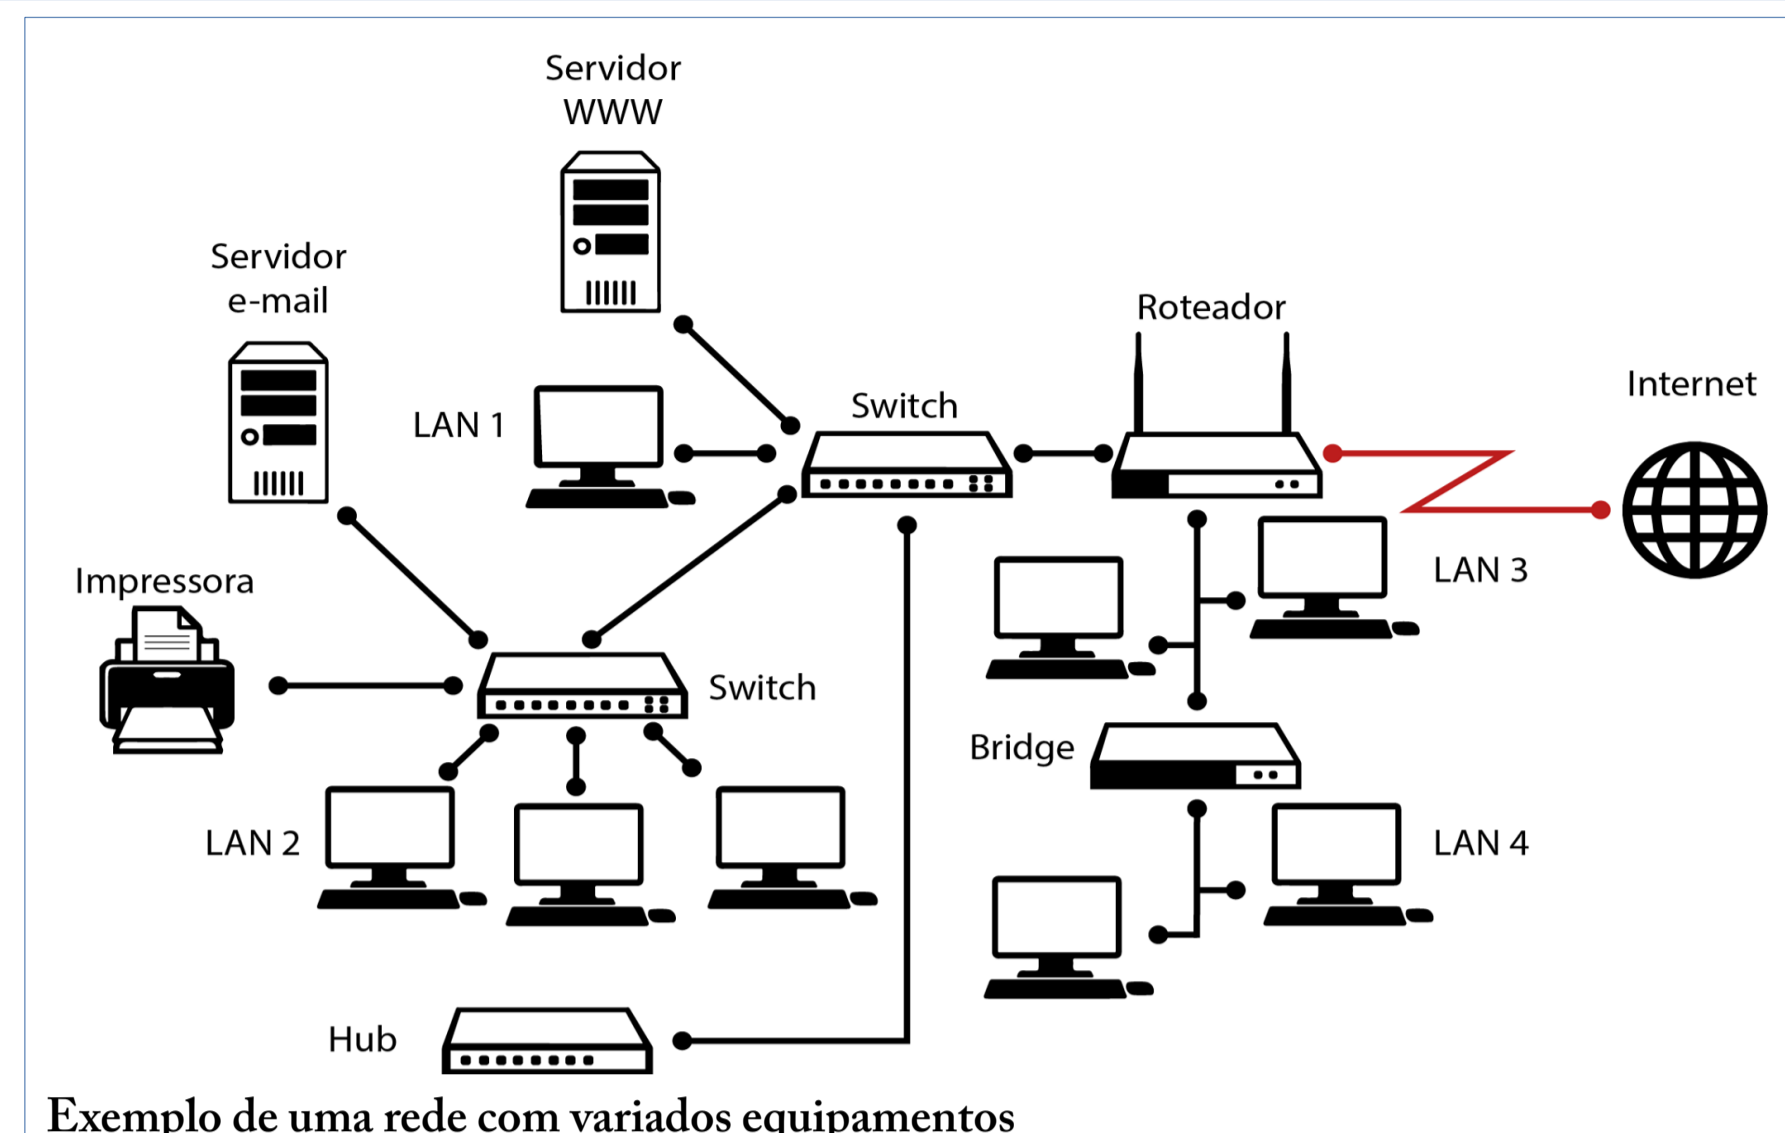 Servidor
WWW
Servidor
e-mail
Roteador
Internet
LAN 1
Switch
LAN 3
Impressora
Switch
Bridge
LAN 2
LAN 4
Hub
Exemplo de uma rede com variados equipamentos